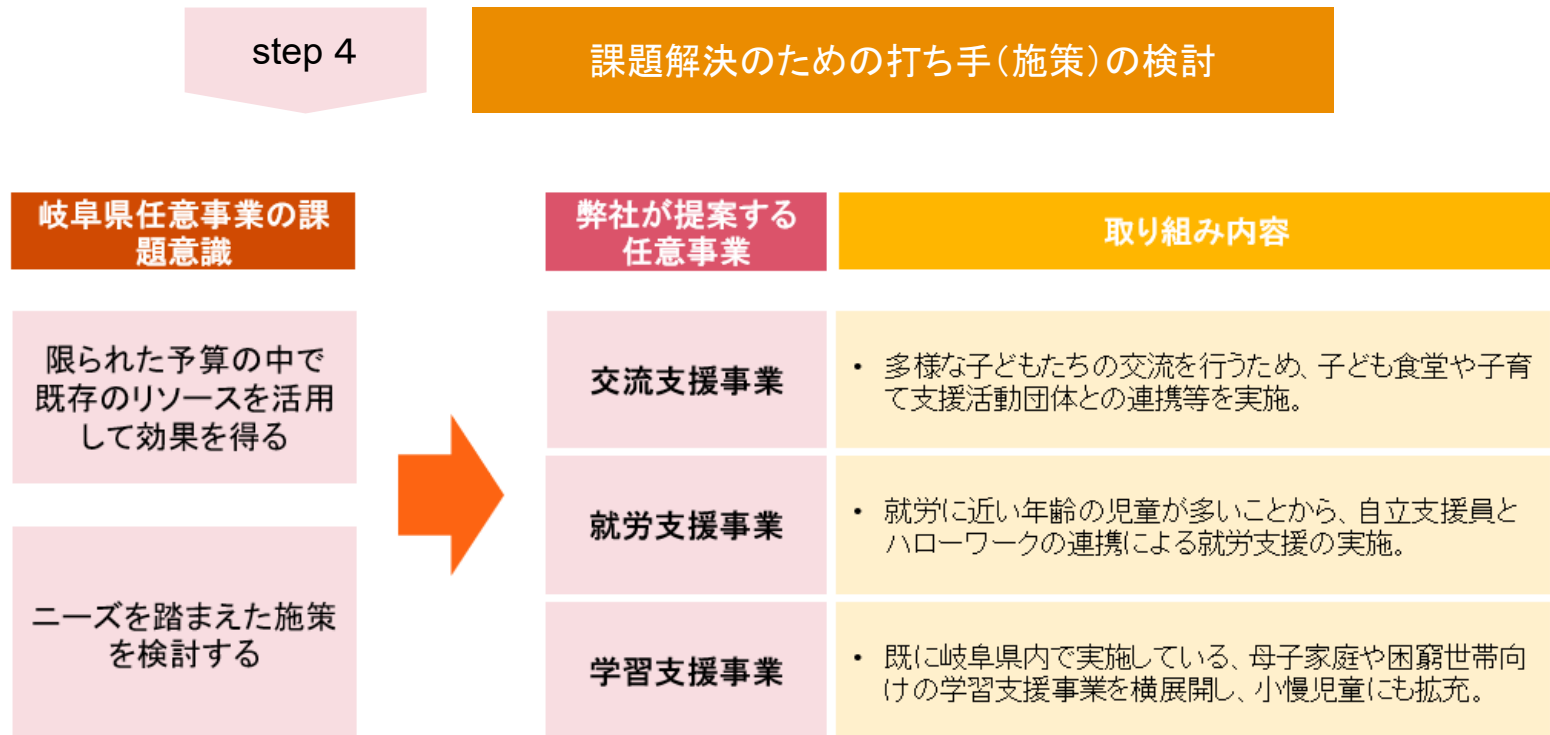 step 4
課題解決のための打ち手（施策）の検討
岐阜県任意事業の課
題意識
弊社が提案する
任意事業
取り組み内容
限られた予算の中で
既存のリソースを活用
して効果を得る
ニーズを踏まえた施策
を検討する
交流支援事業
• 多様な子どもたちの交流を行うため、子ども食堂や子育
て支援活動団体との連携等を実施。
就労支援事業
• 就労に近い年齢の児童が多いことから、自立支援員と
ハローワークの連携による就労支援の実施。
学習支援事業
• 既に岐阜県内で実施している、母子家庭や困窮世帯向
けの学習支援事業を横展開し、小慢児童にも拡充。